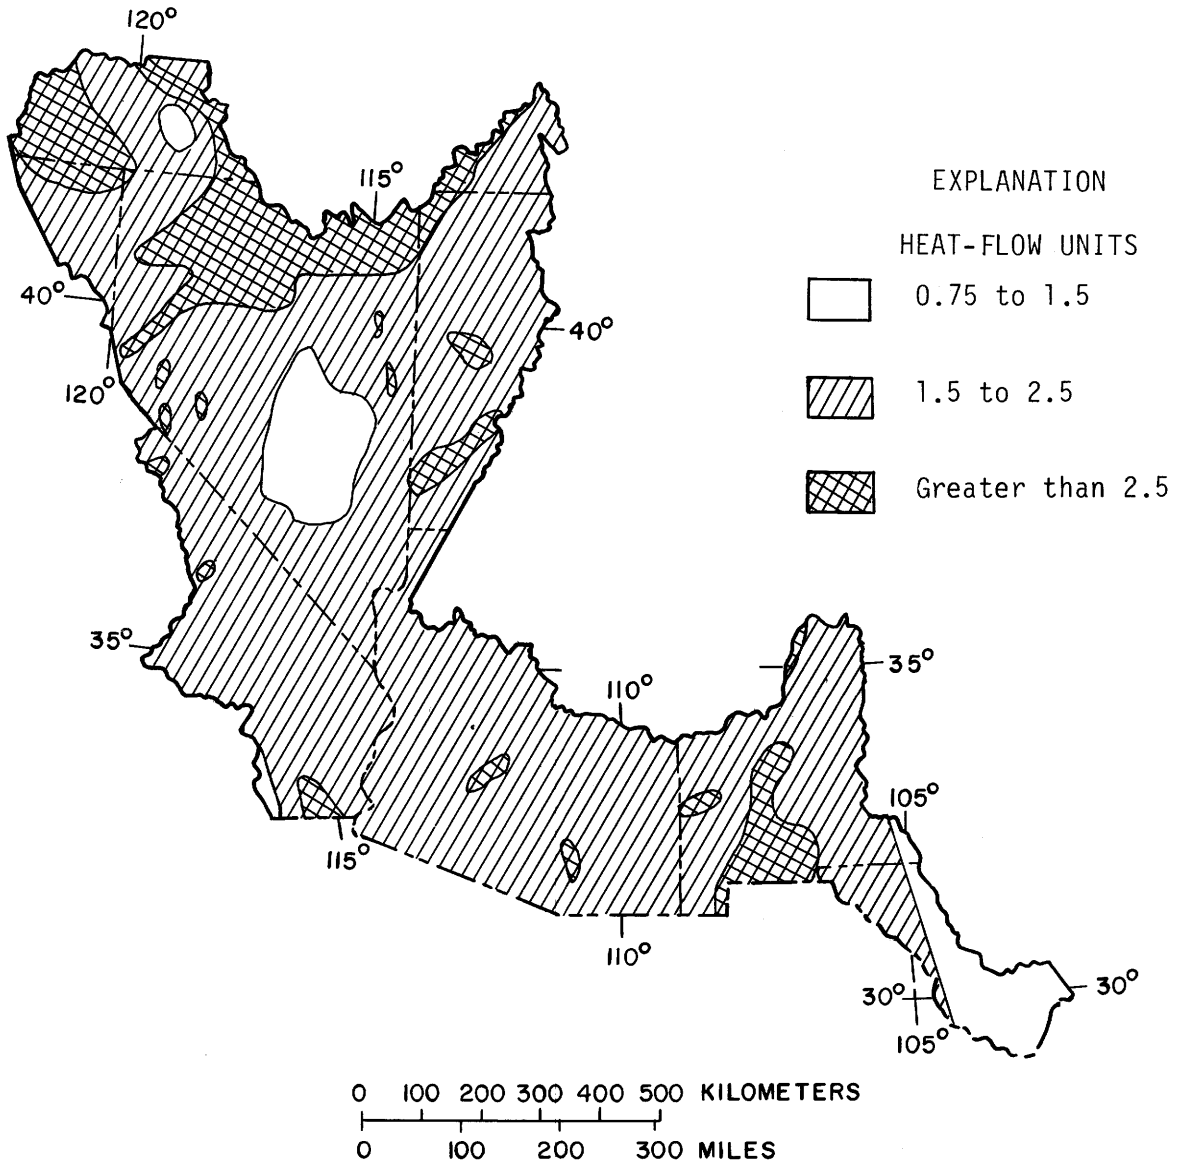 120°
115°
EXPLANATION
HEAT-FLOW UNITS
0.75 to 1.5
40°
40°
120°
1.5 to 2.5
Greater than 2.5
35°
35°
110°
105°
115°
110°
30°
30°
105°
0 100 200 300 400 500 KILOMETERS
0 100 200 300 MILES